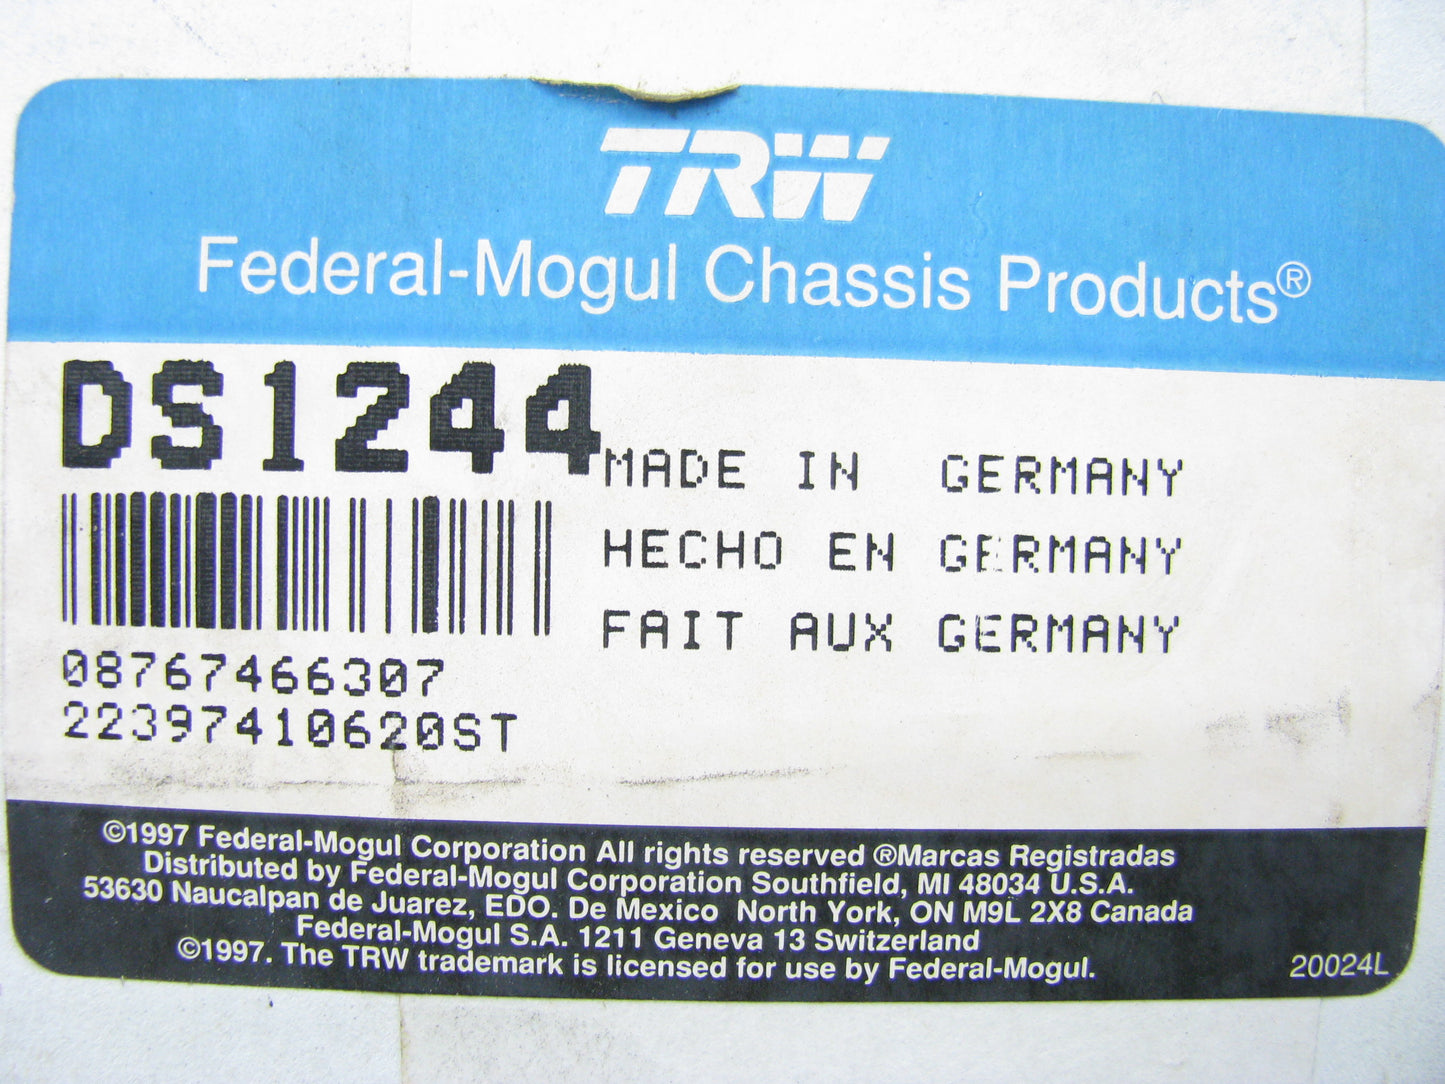 TRW
Federal-Mogul Chassis Products®
DS1244
MADE IN GERMANY
HECHO EN GERMANY
FAIT AUX GERMANY
08767466307
22397410620ST
©1997 Federal-Mogul Corporation All rights reserved ®Marcas Registradas
Distributed by Federal-Mogul Corporation Southfield, MI 48034 U.S.A.
53630 Naucalpan de Juarez, EDO. De Mexico North York, ON M9L 2X8 Canada
Federal-Mogul S.A. 1211 Geneva 13 Switzerland
©1997. The TRW trademark is licensed for use by Federal-Mogul.
20024L